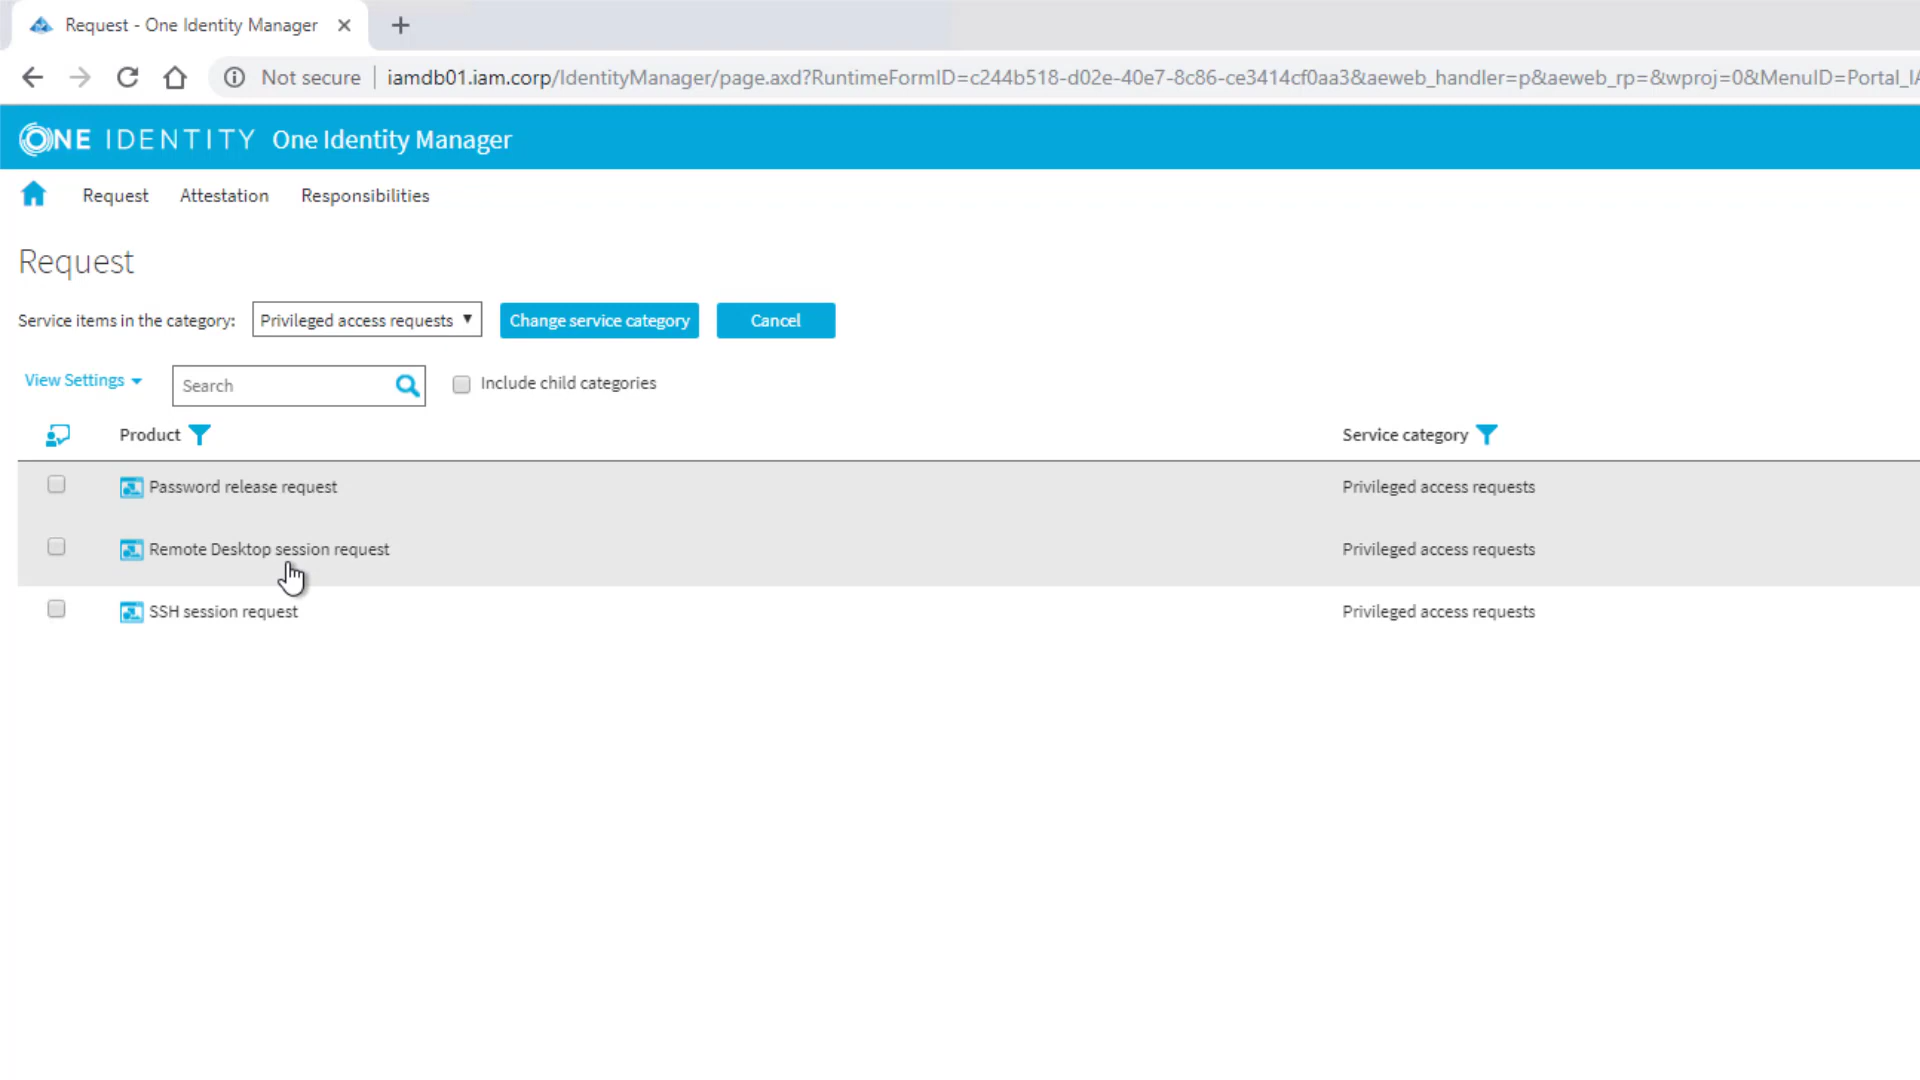 Request - One Identity Manager
Not secure | iamdb01.iam.corp/IdentityManager/page.axd?RuntimeFormID=c244b518-d02e-40e7-8c86-ce3414cf0aa3&aeweb_handler=p&aeweb_rp=&wproj=0&MenuID=Portal_IA
ONE IDENTITY One Identity Manager
Request Attestation Responsibilities
Request
Service items in the category: Privileged access requests Change service category Cancel
View Settings Search Include child categories
Product Service category
Password release request Privileged access requests
Remote Desktop session request Privileged access requests
SSH session request Privileged access requests